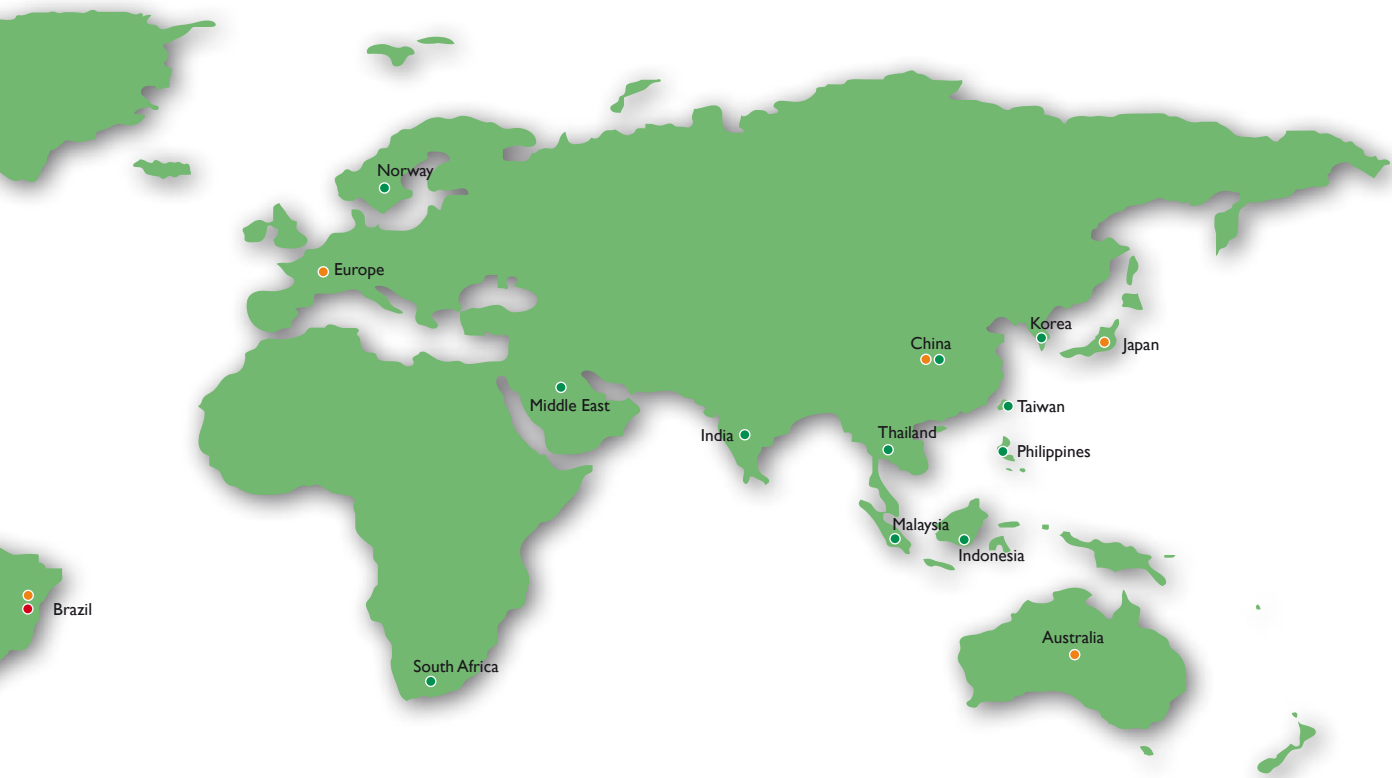 Norway
Europe
Korea
China
Japan
Middle East
Taiwan
India
Thailand
Philippines
Malaysia
Indonesia
Brazil
Australia
South Africa